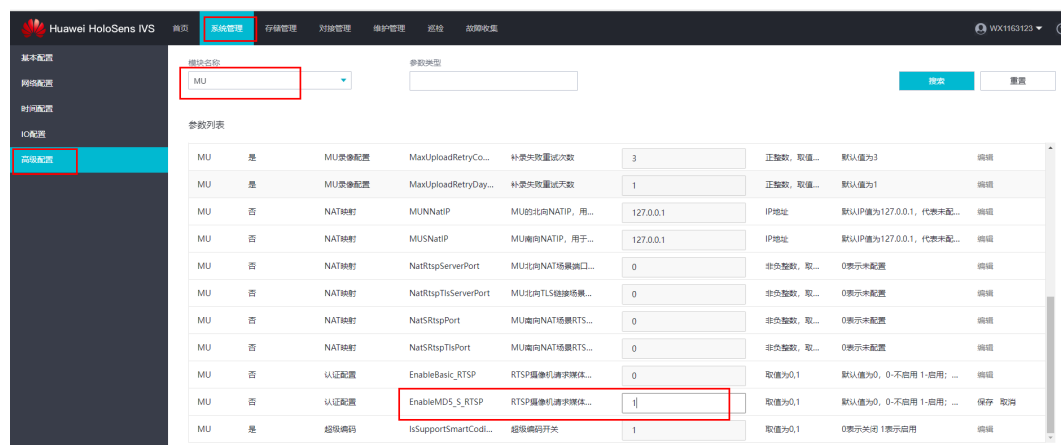 Huawei HoloSens IVS 首页 系统管理 存储管理 对接管理 维护管理 巡检 故障收集 WX1163123
基本配置
网络配置
时间配置
IO配置
高级配置
模块名称 参数类型
MU 搜索 重置
参数列表
MU 是 MU录像配置 MaxUploadRetryCo... 补录失败重试次数 3 正整数，取值... 默认值为3 编辑
MU 是 MU录像配置 MaxUploadRetryDay... 补录失败重试天数 1 正整数，取值... 默认值为1 编辑
MU 否 NAT映射 MUNNatIP MU的北向NATIP，用... 127.0.0.1 IP地址 默认IP值为127.0.0.1，代表未配... 编辑
MU 否 NAT映射 MUSNatIP MU南向NATIP，用于... 127.0.0.1 IP地址 默认IP值为127.0.0.1，代表未配... 编辑
MU 否 NAT映射 NatRtspServerPort MU北向NAT场景端口... 0 非负整数，取... 0表示未配置 编辑
MU 否 NAT映射 NatRtspTlsServerPort MU北向TLS链接场景... 0 非负整数，取... 0表示未配置 编辑
MU 否 NAT映射 NatSRtspPort MU南向NAT场景RTS... 0 非负整数，取... 0表示未配置 编辑
MU 否 NAT映射 NatSRtspTlsPort MU南向NAT场景RTS... 0 非负整数，取... 0表示未配置 编辑
MU 否 认证配置 EnableBasic_RTSP RTSP摄像机请求媒体... 0 取值为0,1 默认值为0，0-不启用 1-启用；... 编辑
MU 否 认证配置 EnableMD5_S_RTSP RTSP摄像机请求媒体... 1 取值为0,1 默认值为0，0-不启用 1-启用；... 保存 取消
MU 是 超级编码 IsSupportSmartCodi... 超级编码开关 1 取值为0,1 0表示关闭 1表示启用 编辑